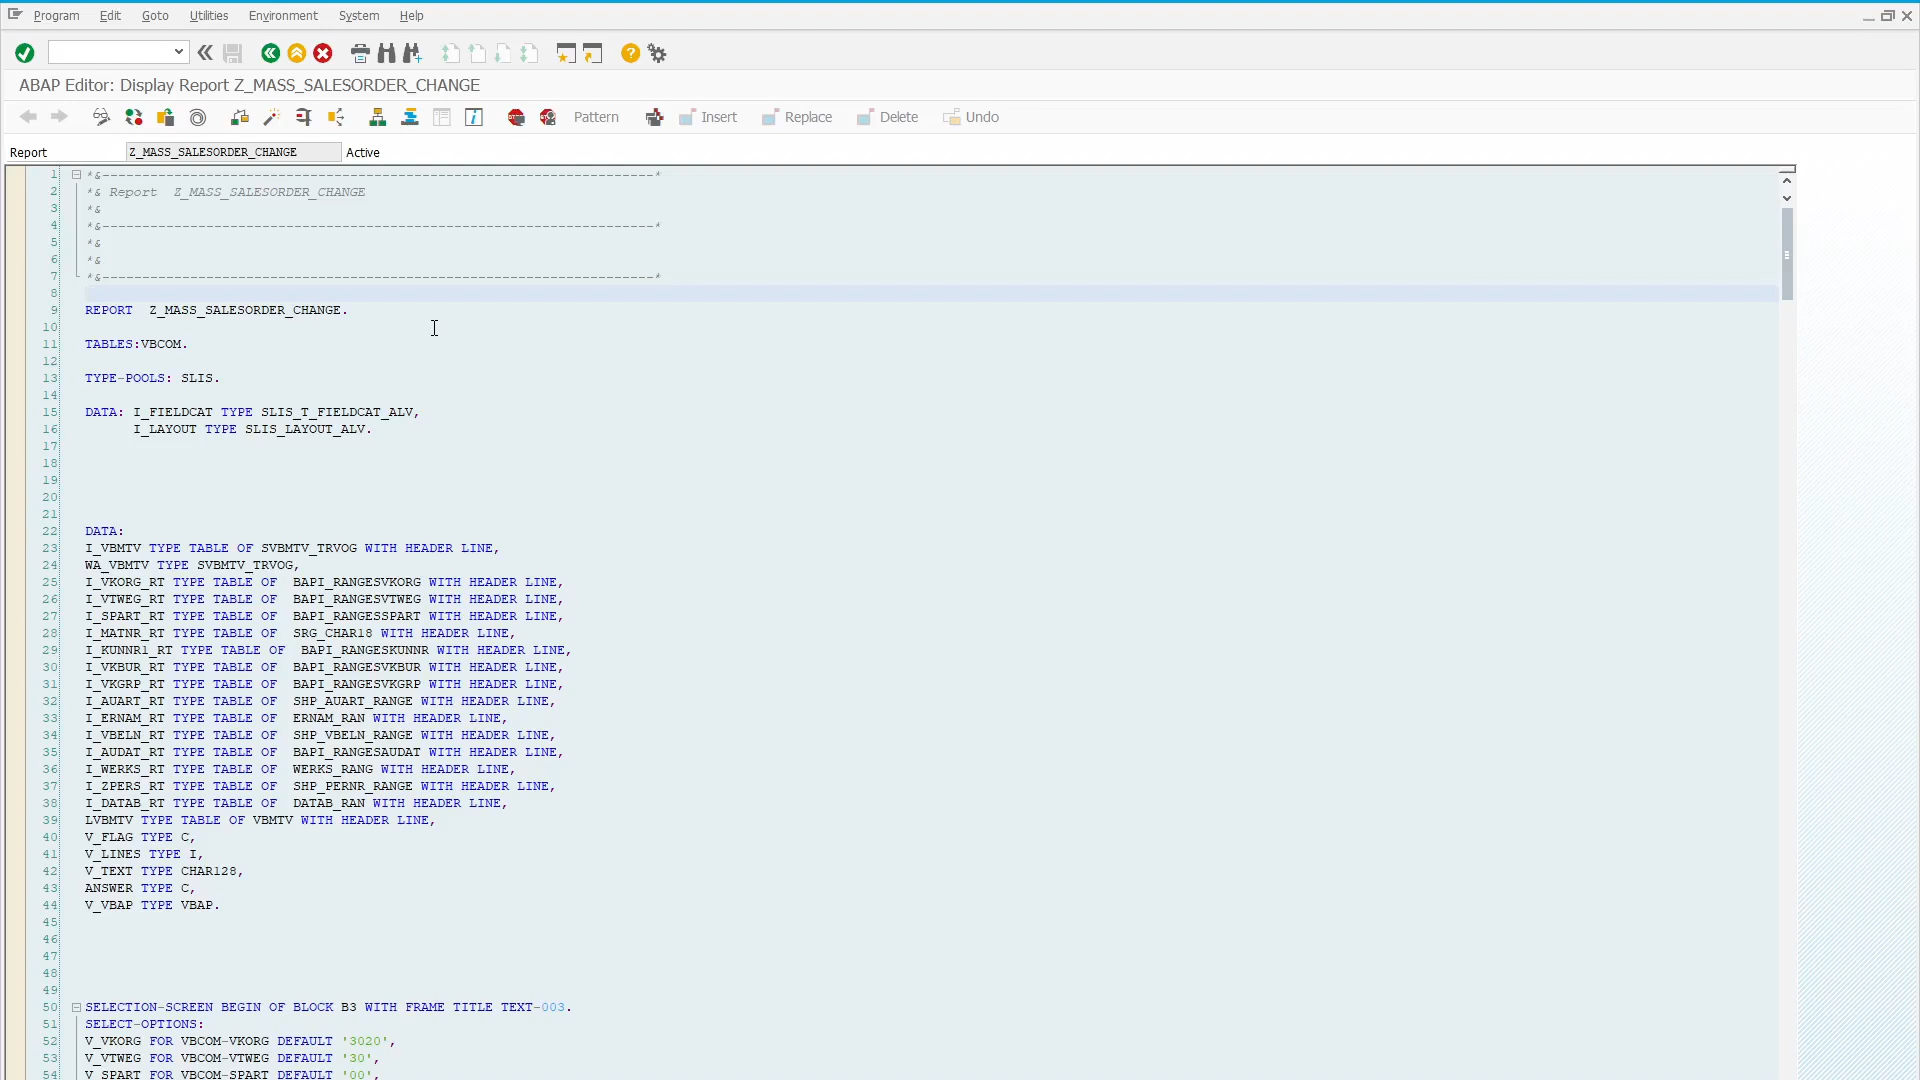 Program Edit Goto Utilities Environment System Help
ABAP Editor: Display Report Z_MASS_SALESORDER_CHANGE
Pattern Insert Replace Delete Undo
Report Z_MASS_SALESORDER_CHANGE Active
1 *&---------------------------------------------------------------------*
2 *& Report  Z_MASS_SALESORDER_CHANGE
3 *&
4 *&---------------------------------------------------------------------*
5 *&
6 *&
7 *&---------------------------------------------------------------------*
8
9 REPORT  Z_MASS_SALESORDER_CHANGE.
10
11 TABLES:VBCOM.
12
13 TYPE-POOLS: SLIS.
14
15 DATA: I_FIELDCAT TYPE SLIS_T_FIELDCAT_ALV,
16       I_LAYOUT TYPE SLIS_LAYOUT_ALV.
17
18
19
20
21
22 DATA:
23 I_VBMTV TYPE TABLE OF SVBMTV_TRVOG WITH HEADER LINE,
24 WA_VBMTV TYPE SVBMTV_TRVOG,
25 I_VKORG_RT TYPE TABLE OF  BAPI_RANGESVKORG WITH HEADER LINE,
26 I_VTWEG_RT TYPE TABLE OF  BAPI_RANGESVTWEG WITH HEADER LINE,
27 I_SPART_RT TYPE TABLE OF  BAPI_RANGESSPART WITH HEADER LINE,
28 I_MATNR_RT TYPE TABLE OF  SRG_CHAR18 WITH HEADER LINE,
29 I_KUNNR1_RT TYPE TABLE OF  BAPI_RANGESKUNNR WITH HEADER LINE,
30 I_VKBUR_RT TYPE TABLE OF  BAPI_RANGESVKBUR WITH HEADER LINE,
31 I_VKGRP_RT TYPE TABLE OF  BAPI_RANGESVKGRP WITH HEADER LINE,
32 I_AUART_RT TYPE TABLE OF  SHP_AUART_RANGE WITH HEADER LINE,
33 I_ERNAM_RT TYPE TABLE OF  ERNAM_RAN WITH HEADER LINE,
34 I_VBELN_RT TYPE TABLE OF  SHP_VBELN_RANGE WITH HEADER LINE,
35 I_AUDAT_RT TYPE TABLE OF  BAPI_RANGESAUDAT WITH HEADER LINE,
36 I_WERKS_RT TYPE TABLE OF  WERKS_RANG WITH HEADER LINE,
37 I_ZPERS_RT TYPE TABLE OF  SHP_PERNR_RANGE WITH HEADER LINE,
38 I_DATAB_RT TYPE TABLE OF  DATAB_RAN WITH HEADER LINE,
39 LVBMTV TYPE TABLE OF VBMTV WITH HEADER LINE,
40 V_FLAG TYPE C,
41 V_LINES TYPE I,
42 V_TEXT TYPE CHAR128,
43 ANSWER TYPE C,
44 V_VBAP TYPE VBAP.
45
46
47
48
49
50 SELECTION-SCREEN BEGIN OF BLOCK B3 WITH FRAME TITLE TEXT-003.
51 SELECT-OPTIONS:
52 V_VKORG FOR VBCOM-VKORG DEFAULT '3020',
53 V_VTWEG FOR VBCOM-VTWEG DEFAULT '30',
54 V_SPART FOR VBCOM-SPART DEFAULT '00',